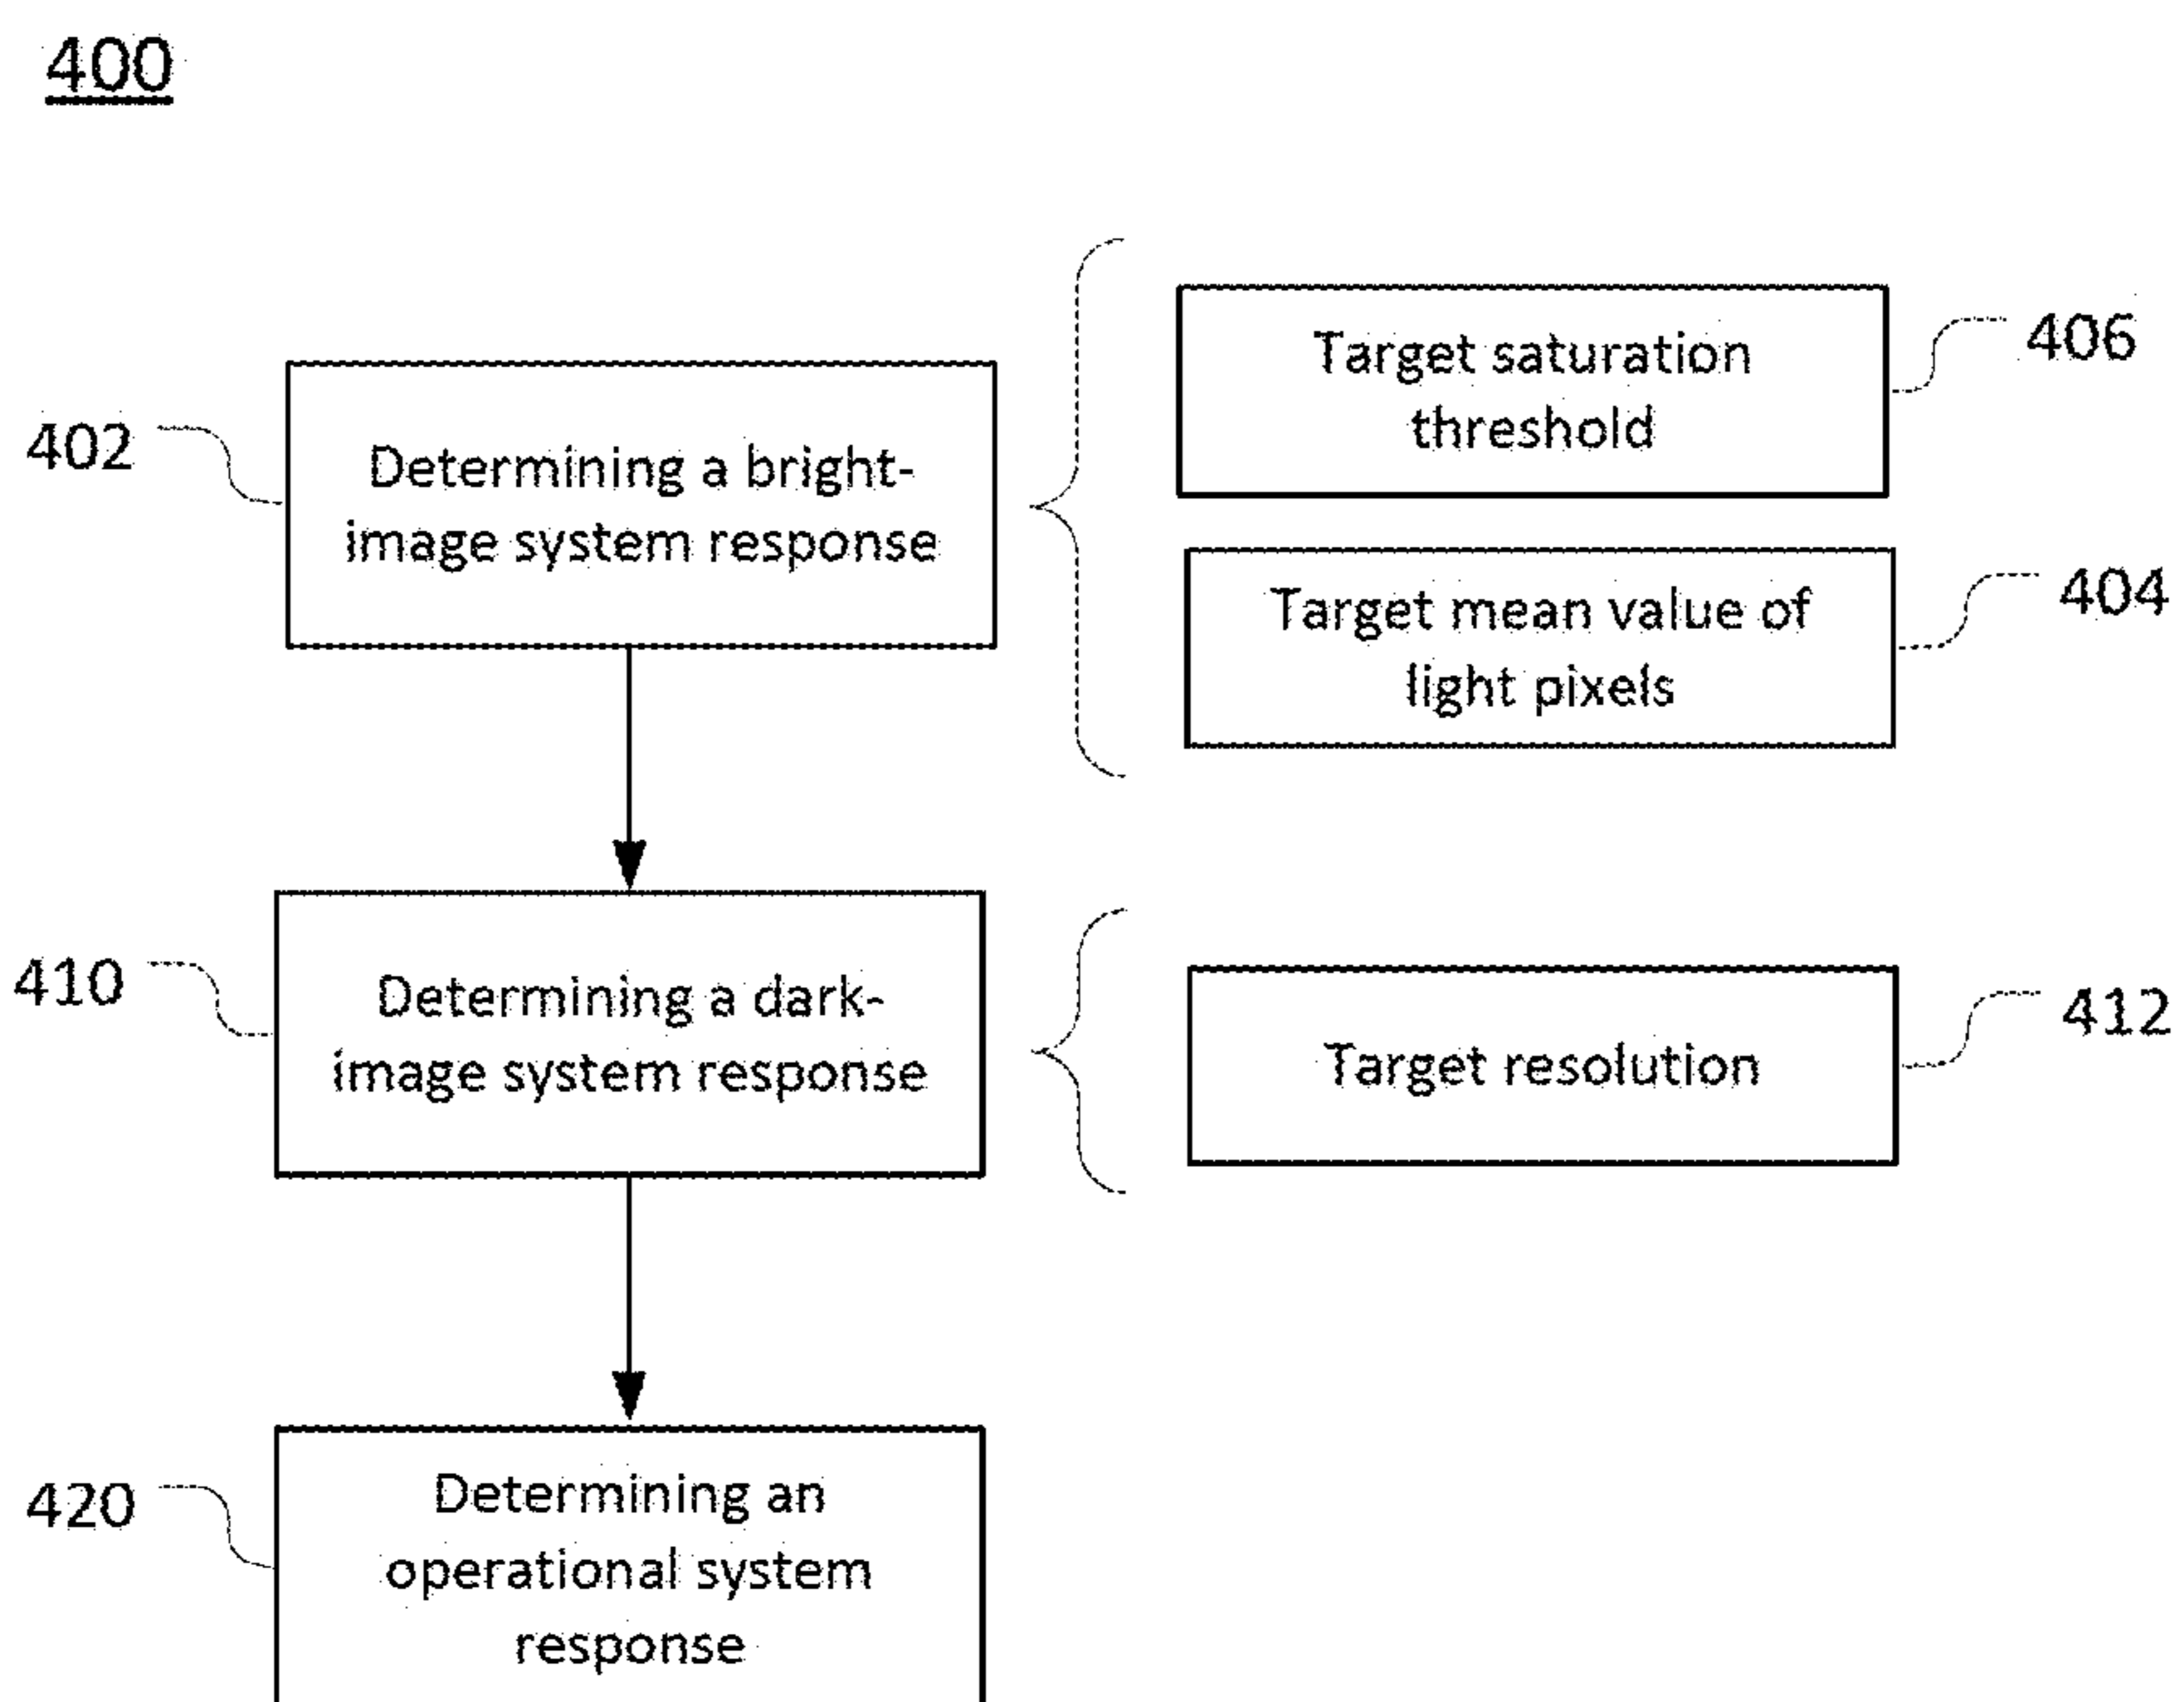 400
402
Determining a bright-
image system response
Target saturation
threshold
406
Target mean value of
light pixels
404
410
Determining a dark-
image system response
Target resolution
412
420
Determining an
operational system
response